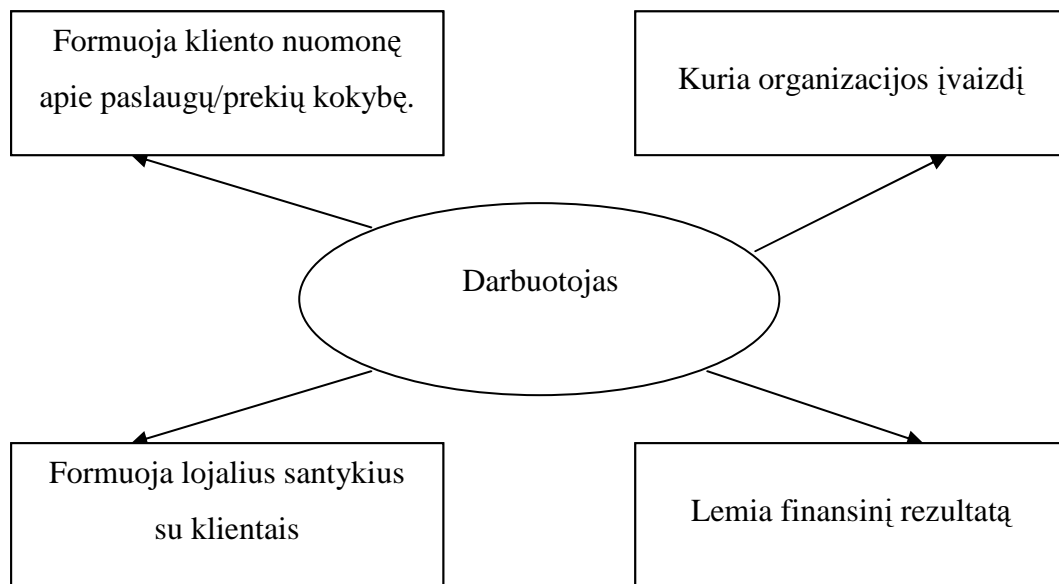 Formuoja kliento nuomonę
apie paslaugų/prekių kokybę.
Kuria organizacijos įvaizdį
Darbuotojas
Formuoja lojalius santykius
su klientais
Lemia finansinį rezultatą